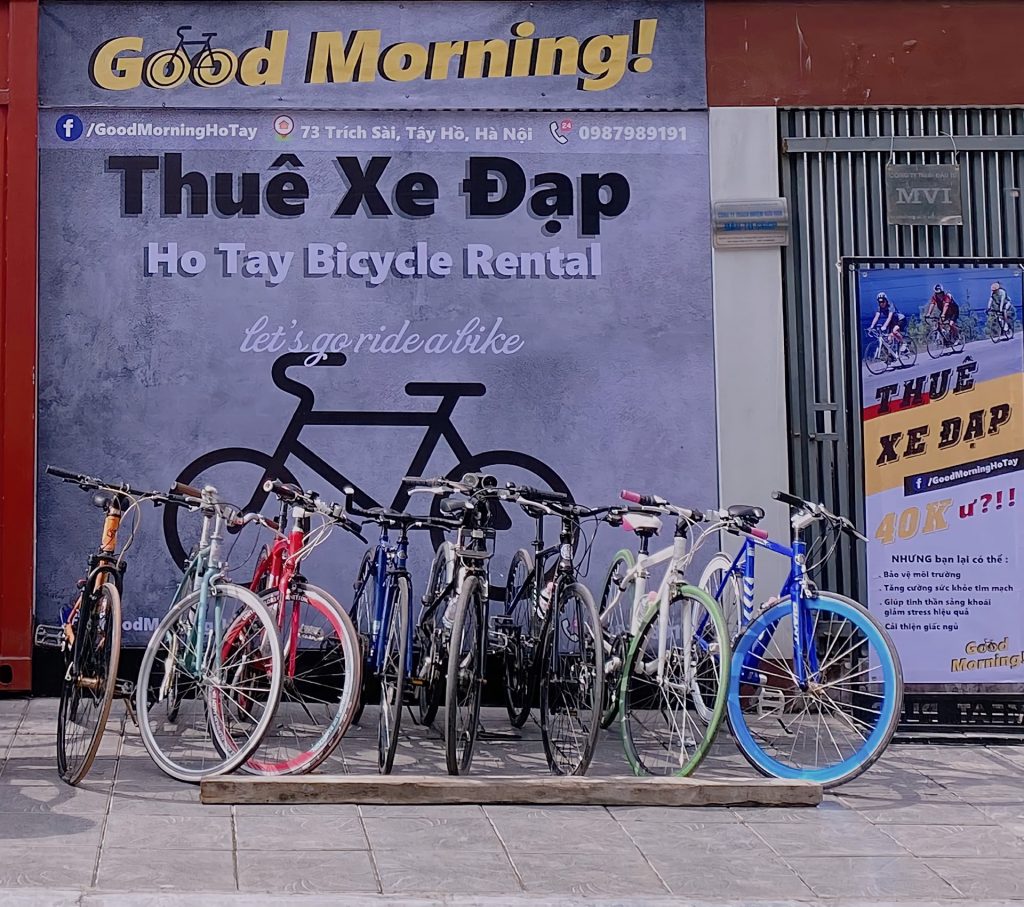 Good Morning!
/GoodMorningHoTay
73 Trích Sài, Tây Hồ, Hà Nội
24
0987989191
Thuê Xe Đạp
Ho Tay Bicycle Rental
let's go ride a bike
MVI
THUÊ
XE ĐẠP
f /GoodMorningHoTay
40K ư?!!
NHƯNG bạn lại có thể :
Bảo vệ môi trường
Tăng cường sức khỏe tim mạch
Giúp tinh thần sảng khoái
giảm stress hiệu quả
Cải thiện giấc ngủ
Good
Morning!